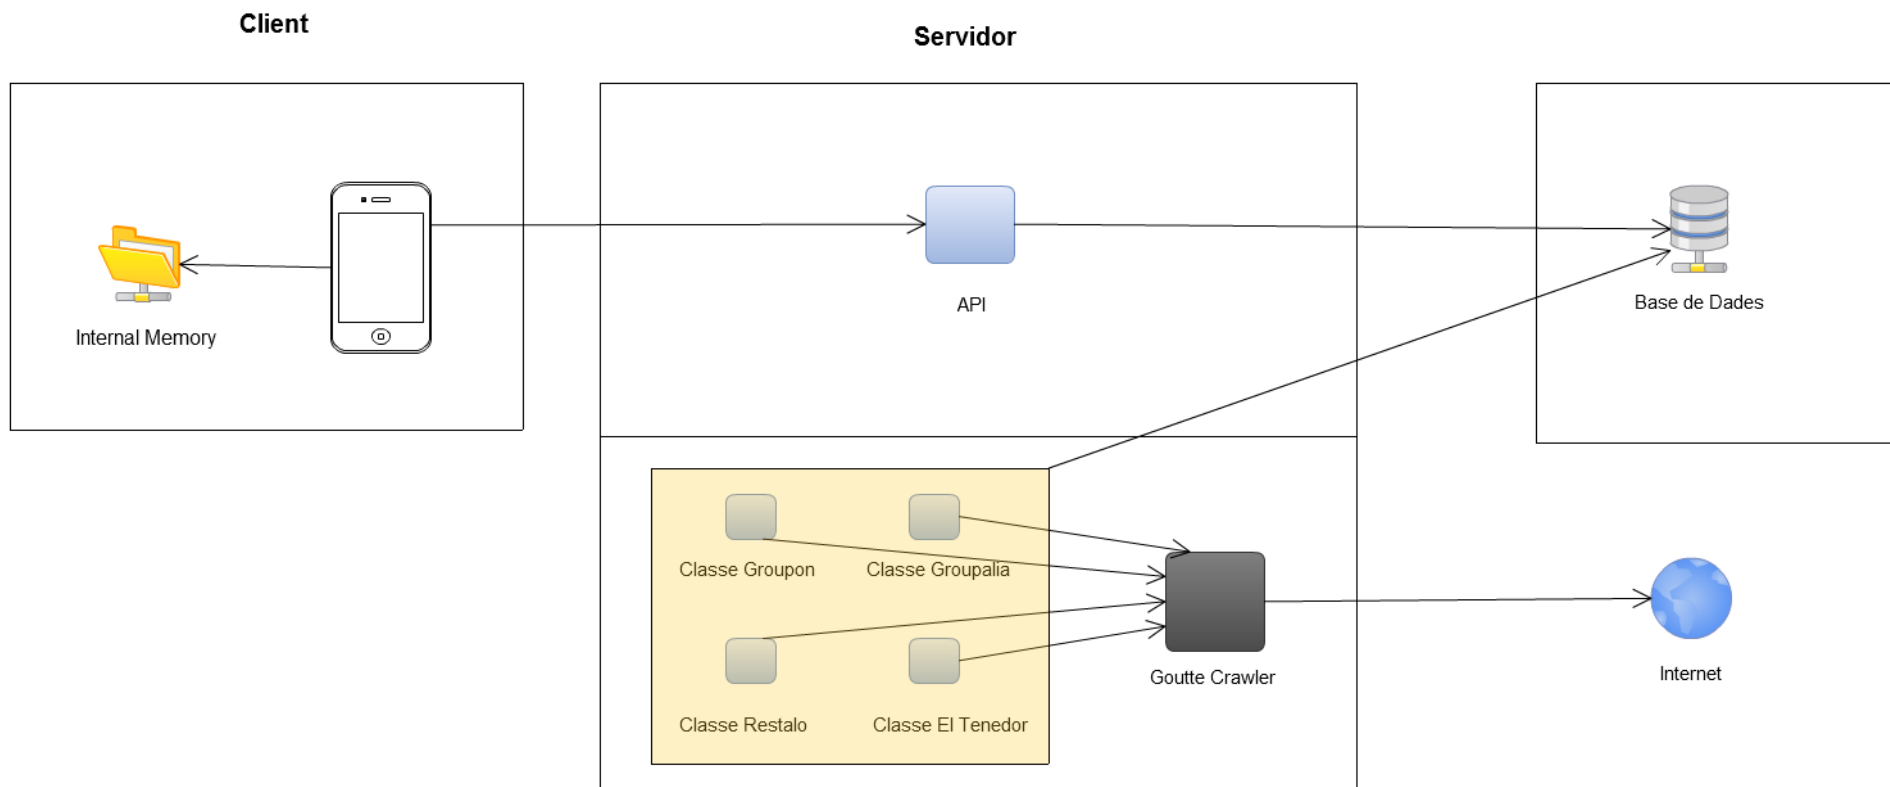 Client
Servidor
Internal Memory
API
Base de Dades
Classe Groupon
Classe Groupalia
Classe Restalo
Classe El Tenedor
Goutte Crawler
Internet